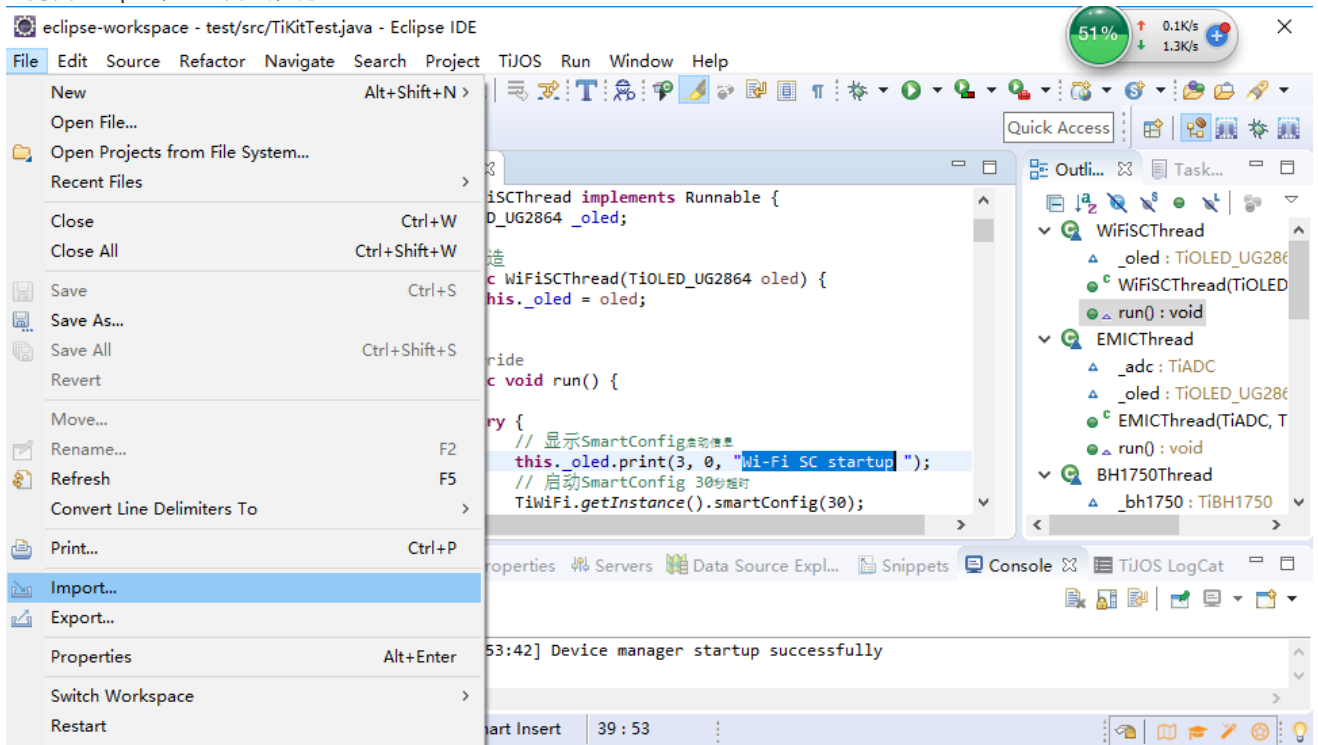 eclipse-workspace - test/src/TiKitTest.java - Eclipse IDE
51%
0.1K/s
1.3K/s
File Edit Source Refactor Navigate Search Project TiJOS Run Window Help
New Alt+Shift+N >
Open File...
Open Projects from File System...
Recent Files
Close Ctrl+W
Close All Ctrl+Shift+W
Save Ctrl+S
Save As...
Save All Ctrl+Shift+S
Revert
Move...
Rename... F2
Refresh F5
Convert Line Delimiters To
Print... Ctrl+P
Import...
Export...
Properties Alt+Enter
Switch Workspace
Restart
Quick Access
iSCThread implements Runnable {
D_UG2864 _oled;
造
c WiFiSCThread(TiOLED_UG2864 oled) {
his._oled = oled;
ride
c void run() {
ry {
// 显示SmartConfig启动信息
this._oled.print(3, 0, "Wi-Fi SC startup ");
// 启动SmartConfig 30秒超时
TiWiFi.getInstance().smartConfig(30);
Outli... Task...
WiFiSCThread
_oled : TiOLED_UG286
WiFiSCThread(TiOLED
run() : void
EMICThread
_adc : TiADC
_oled : TiOLED_UG286
EMICThread(TiADC, T
run() : void
BH1750Thread
_bh1750 : TiBH1750
roperties Servers Data Source Expl... Snippets Console TiJOS LogCat
53:42] Device manager startup successfully
art Insert 39 : 53